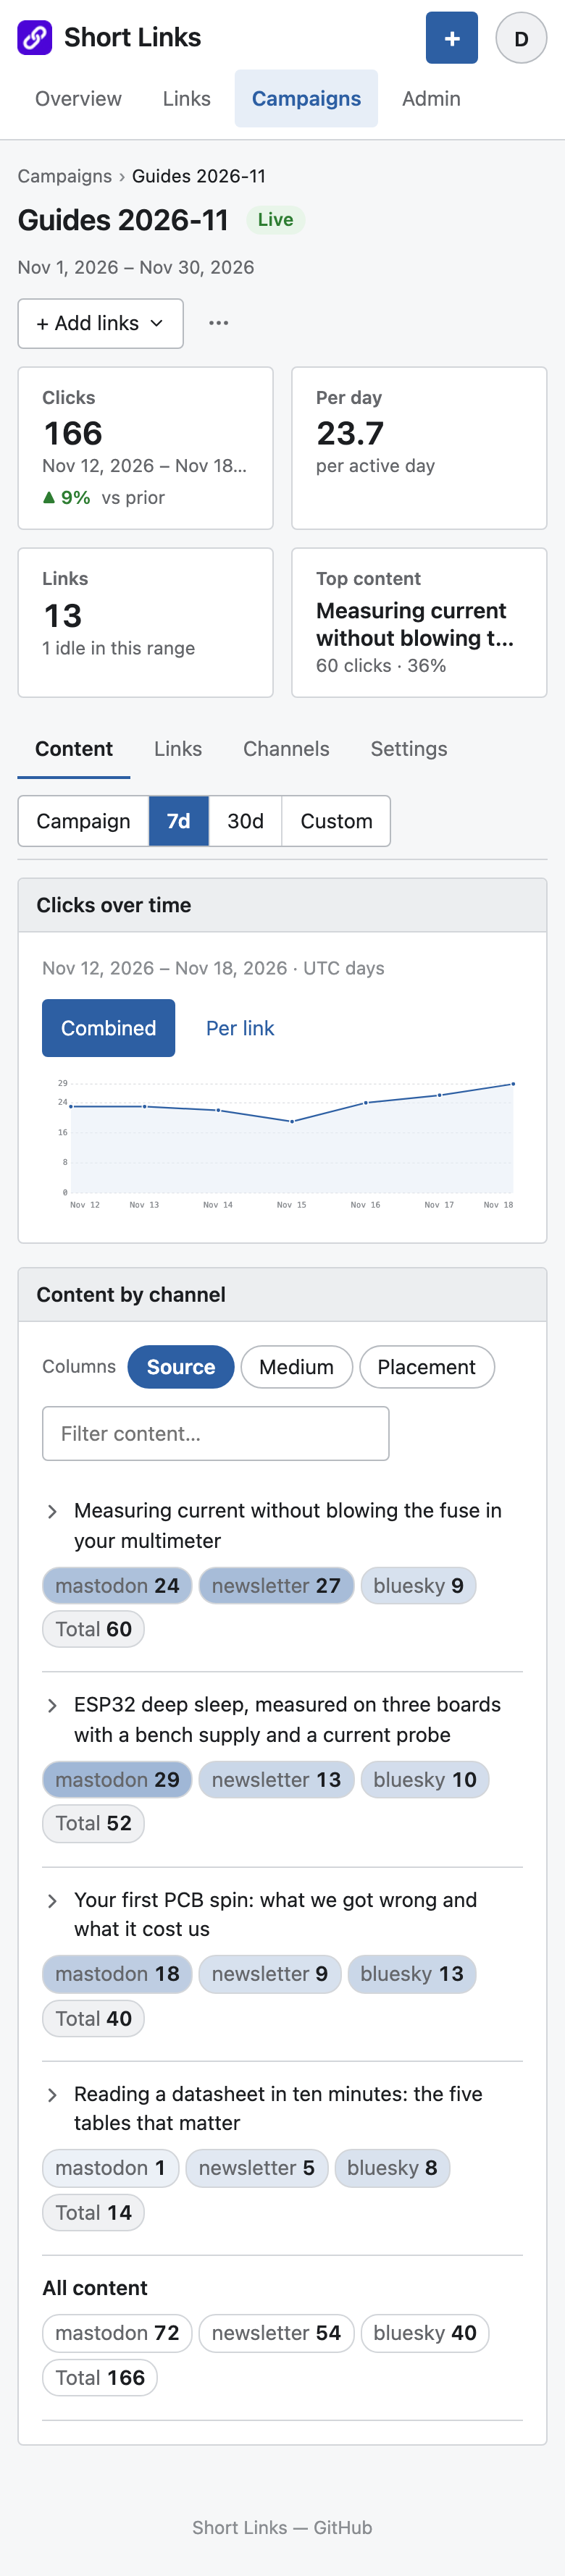 Short Links
+
D
Overview Links Campaigns Admin
Campaigns › Guides 2026-11
Guides 2026-11 Live
Nov 1, 2026 – Nov 30, 2026
+ Add links
Clicks
166
Nov 12, 2026 – Nov 18...
▲ 9% vs prior
Per day
23.7
per active day
Links
13
1 idle in this range
Top content
Measuring current
without blowing t...
60 clicks · 36%
Content Links Channels Settings
Campaign 7d 30d Custom
Clicks over time
Nov 12, 2026 – Nov 18, 2026 · UTC days
Combined Per link
29
24
16
8
0
Nov 12 Nov 13 Nov 14 Nov 15 Nov 16 Nov 17 Nov 18
Content by channel
Columns Source Medium Placement
Filter content...
Measuring current without blowing the fuse in
your multimeter
mastodon 24 newsletter 27 bluesky 9
Total 60
ESP32 deep sleep, measured on three boards
with a bench supply and a current probe
mastodon 29 newsletter 13 bluesky 10
Total 52
Your first PCB spin: what we got wrong and
what it cost us
mastodon 18 newsletter 9 bluesky 13
Total 40
Reading a datasheet in ten minutes: the five
tables that matter
mastodon 1 newsletter 5 bluesky 8
Total 14
All content
mastodon 72 newsletter 54 bluesky 40
Total 166
Short Links — GitHub